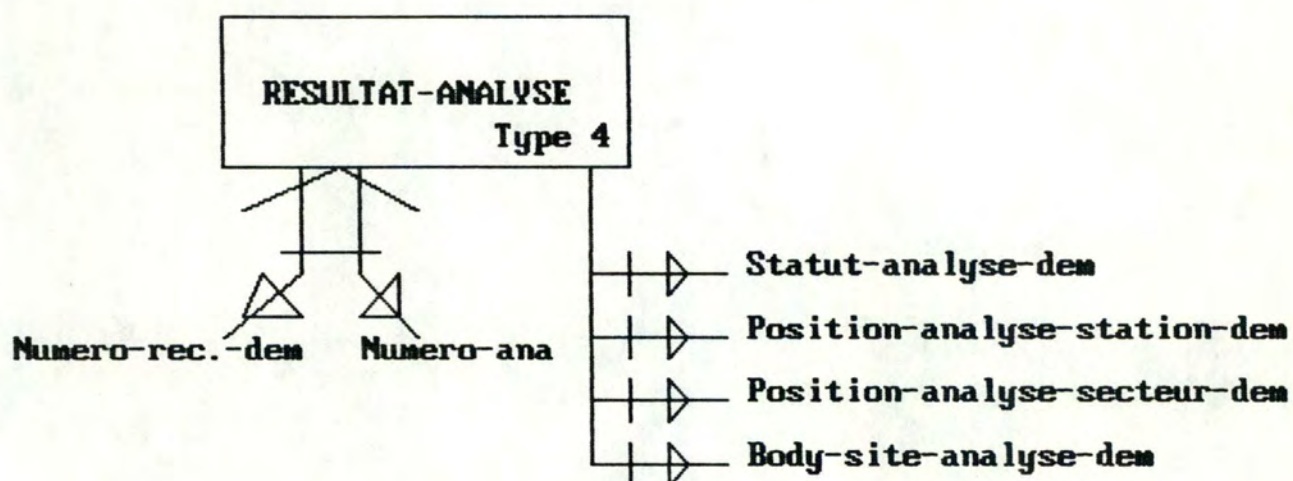 RESULTAT-ANALYSE
Type 4
Statut-analyse-dem
Position-analyse-station-dem
Numero-rec.-dem Numero-ana
Position-analyse-secteur-dem
Body-site-analyse-dem